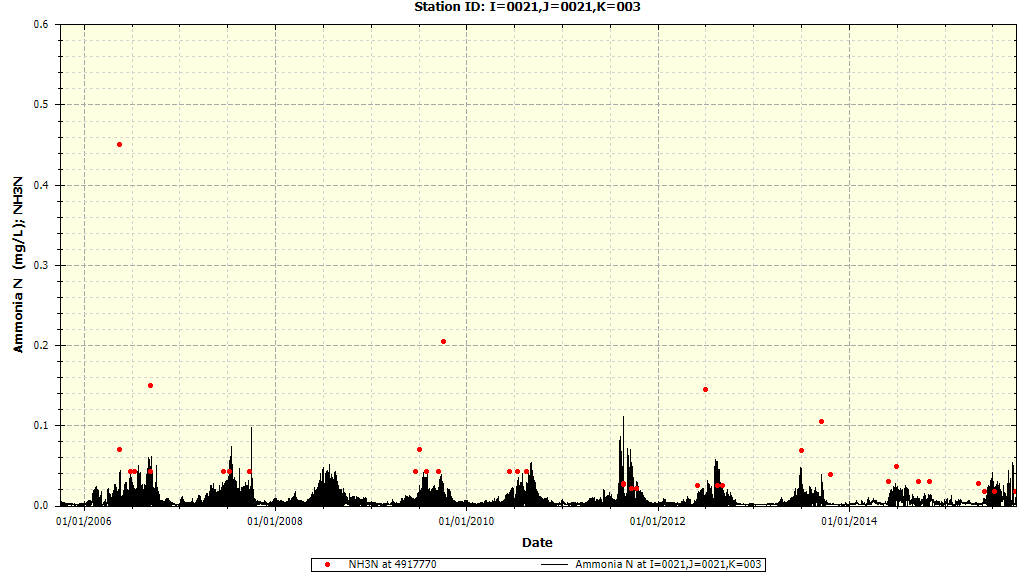 Station ID: I=0021,J=0021,K=003
Ammonia N (mg/L); NH3N
0.6
0.5
0.4
0.3
0.2
0.1
0.0
01/01/2006 01/01/2008 01/01/2010 01/01/2012 01/01/2014
Date
NH3N at 4917770 Ammonia N at I=0021,J=0021,K=003